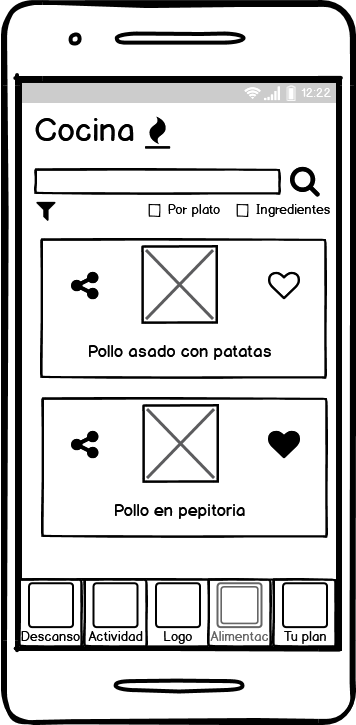 12:22
Cocina
Por plato Ingredientes
Pollo asado con patatas
Pollo en pepitoria
Descanso Actividad Logo Alimentac Tu plan